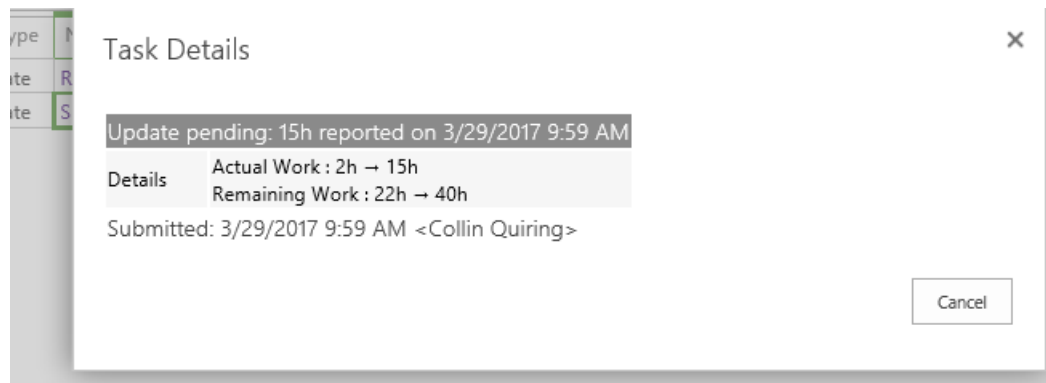 Task Details
Update pending: 15h reported on 3/29/2017 9:59 AM
Details
Actual Work : 2h → 15h
Remaining Work : 22h → 40h
Submitted: 3/29/2017 9:59 AM <Collin Quiring>
Cancel